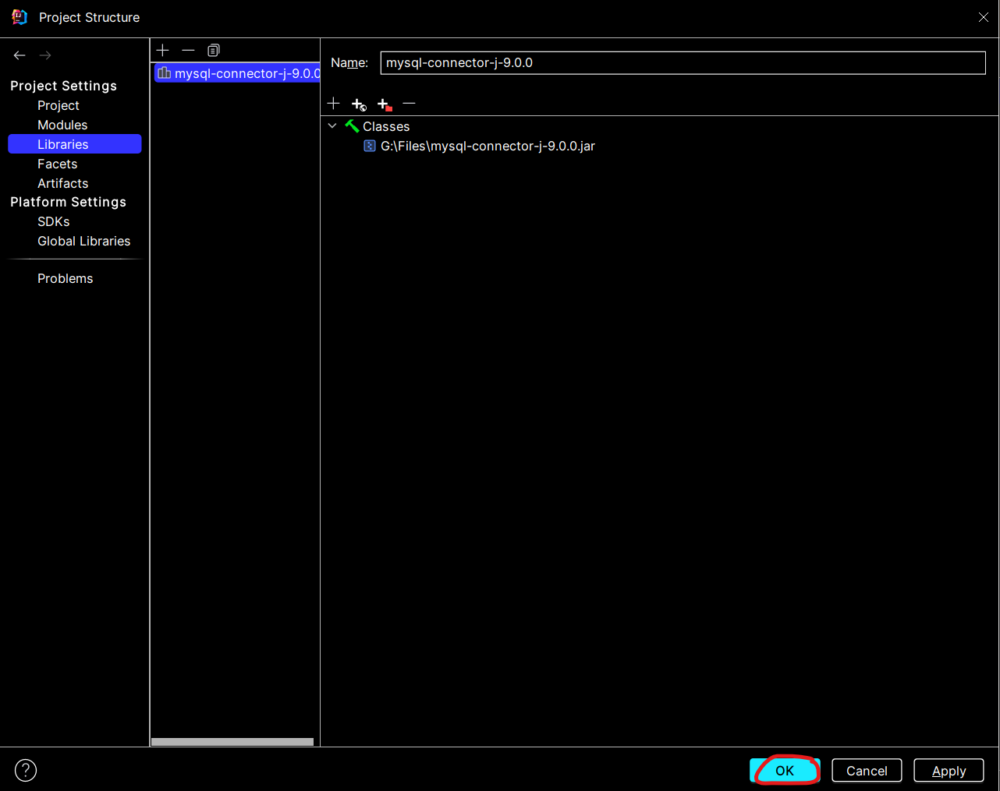 Project Structure
Project Settings
Project
Modules
Libraries
Facets
Artifacts
Platform Settings
SDKs
Global Libraries
Problems
mysql-connector-j-9.0.0
Name: mysql-connector-j-9.0.0
Classes
G:\Files\mysql-connector-j-9.0.0.jar
?
OK
Cancel
Apply